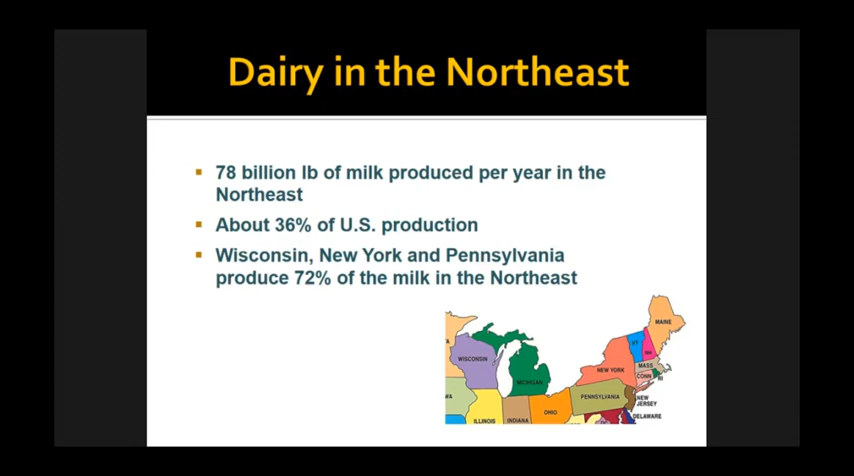 Dairy in the Northeast
78 billion lb of milk produced per year in the
Northeast
About 36% of U.S. production
Wisconsin, New York and Pennsylvania
produce 72% of the milk in the Northeast
MAINE
VT
NH
WISCONSIN
NEW YORK
MASS
CONN
RI
MICHIGAN
PENNSYLVANIA
NEW
JERSEY
ILLINOIS
INDIANA
OHIO
DELAWARE